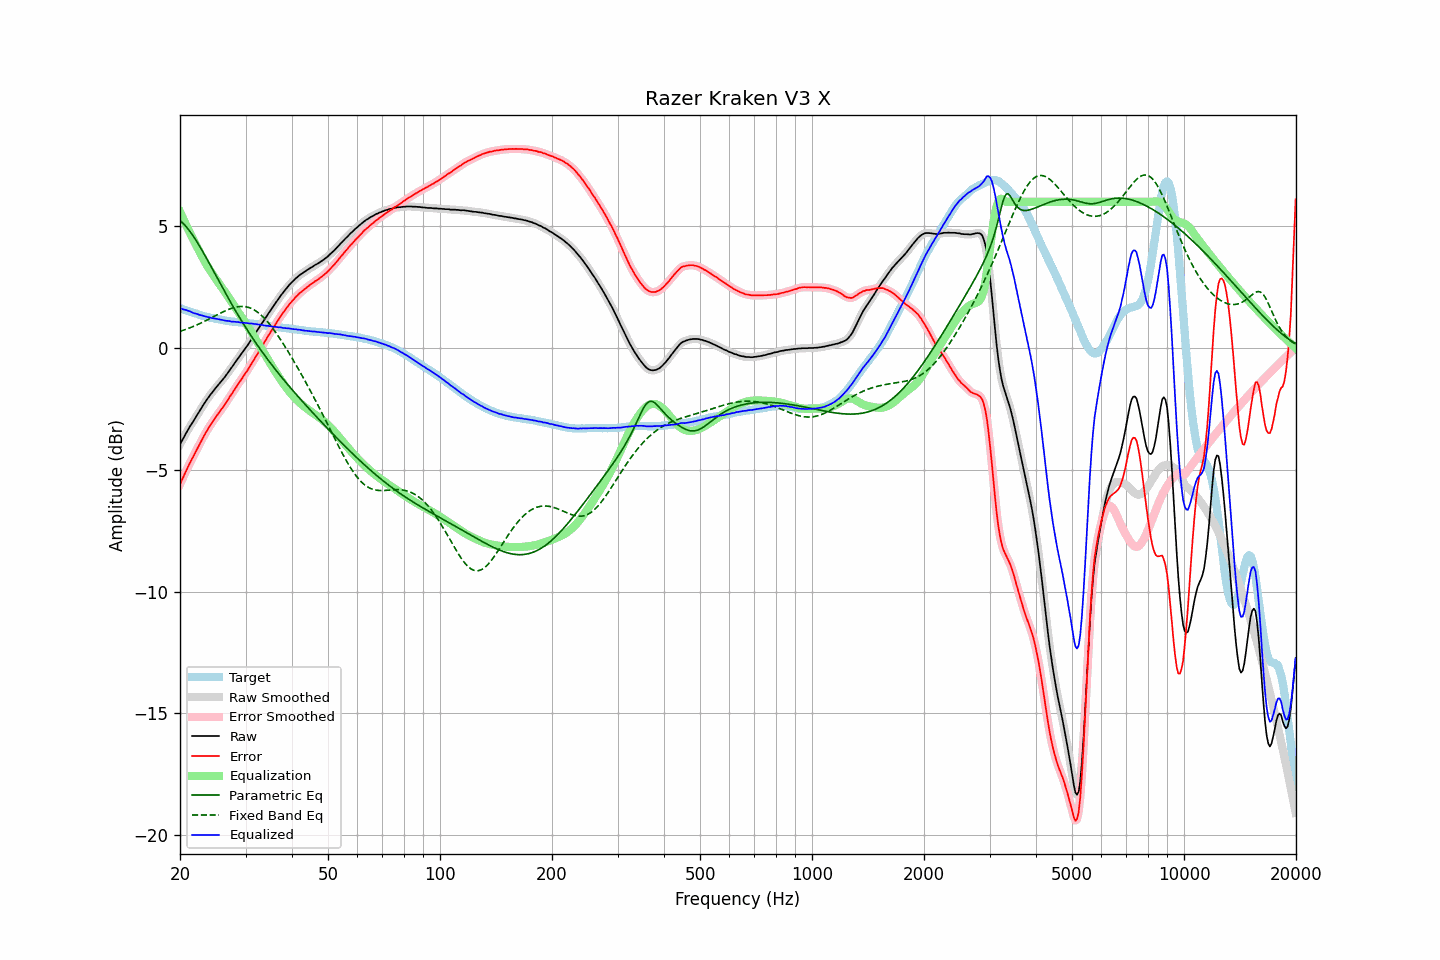 Razer Kraken V3 X
Amplitude (dBr)
5
0
−5
−10
−15
−20
Target
Raw Smoothed
Error Smoothed
Raw
Error
Equalization
Parametric Eq
Fixed Band Eq
Equalized
20 50 100 200 500 1000 2000 5000 10000 20000
Frequency (Hz)